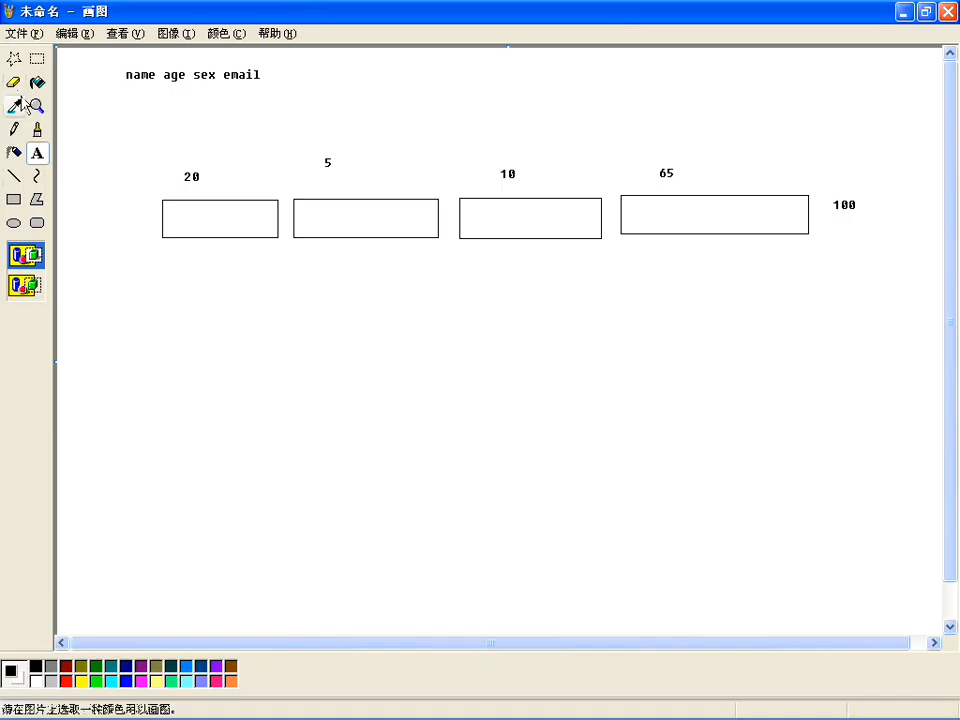 未命名 - 画图
文件(F) 编辑(E) 查看(V) 图像(I) 颜色(C) 帮助(H)
name age sex email
20 5 10 65
100
A
请在图片上选取一种颜色用以画图。